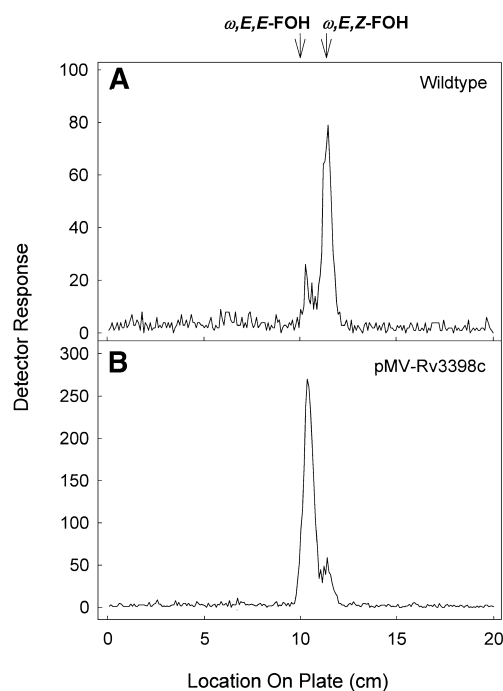 ω,E,E-FOH ω,E,Z-FOH
A
Wildtype
100
80
60
40
20
0
Detector Response
B
pMV-Rv3398c
300
250
200
150
100
50
0
0 5 10 15 20
Location On Plate (cm)